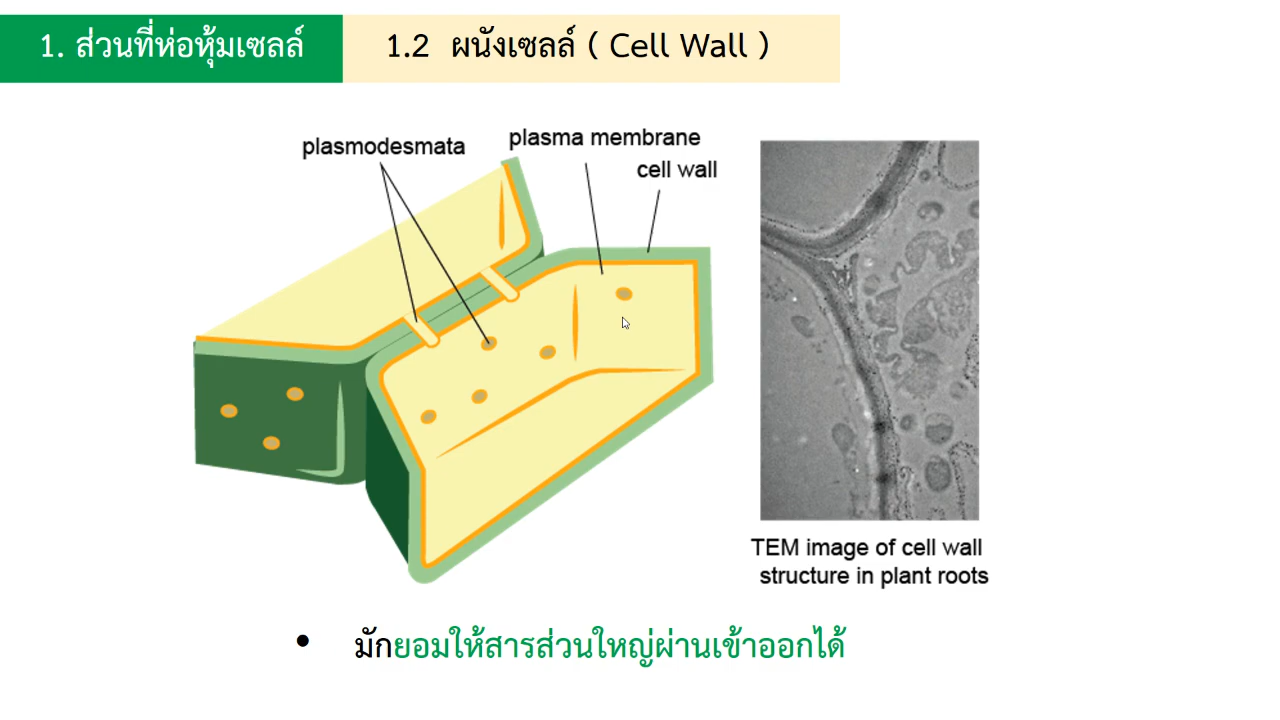 1. ส่วนที่ห่อหุ้มเซลล์
1.2 ผนังเซลล์ ( Cell Wall )
plasmodesmata
plasma membrane
cell wall
TEM image of cell wall
structure in plant roots
• มักยอมให้สารส่วนใหญ่ผ่านเข้าออกได้